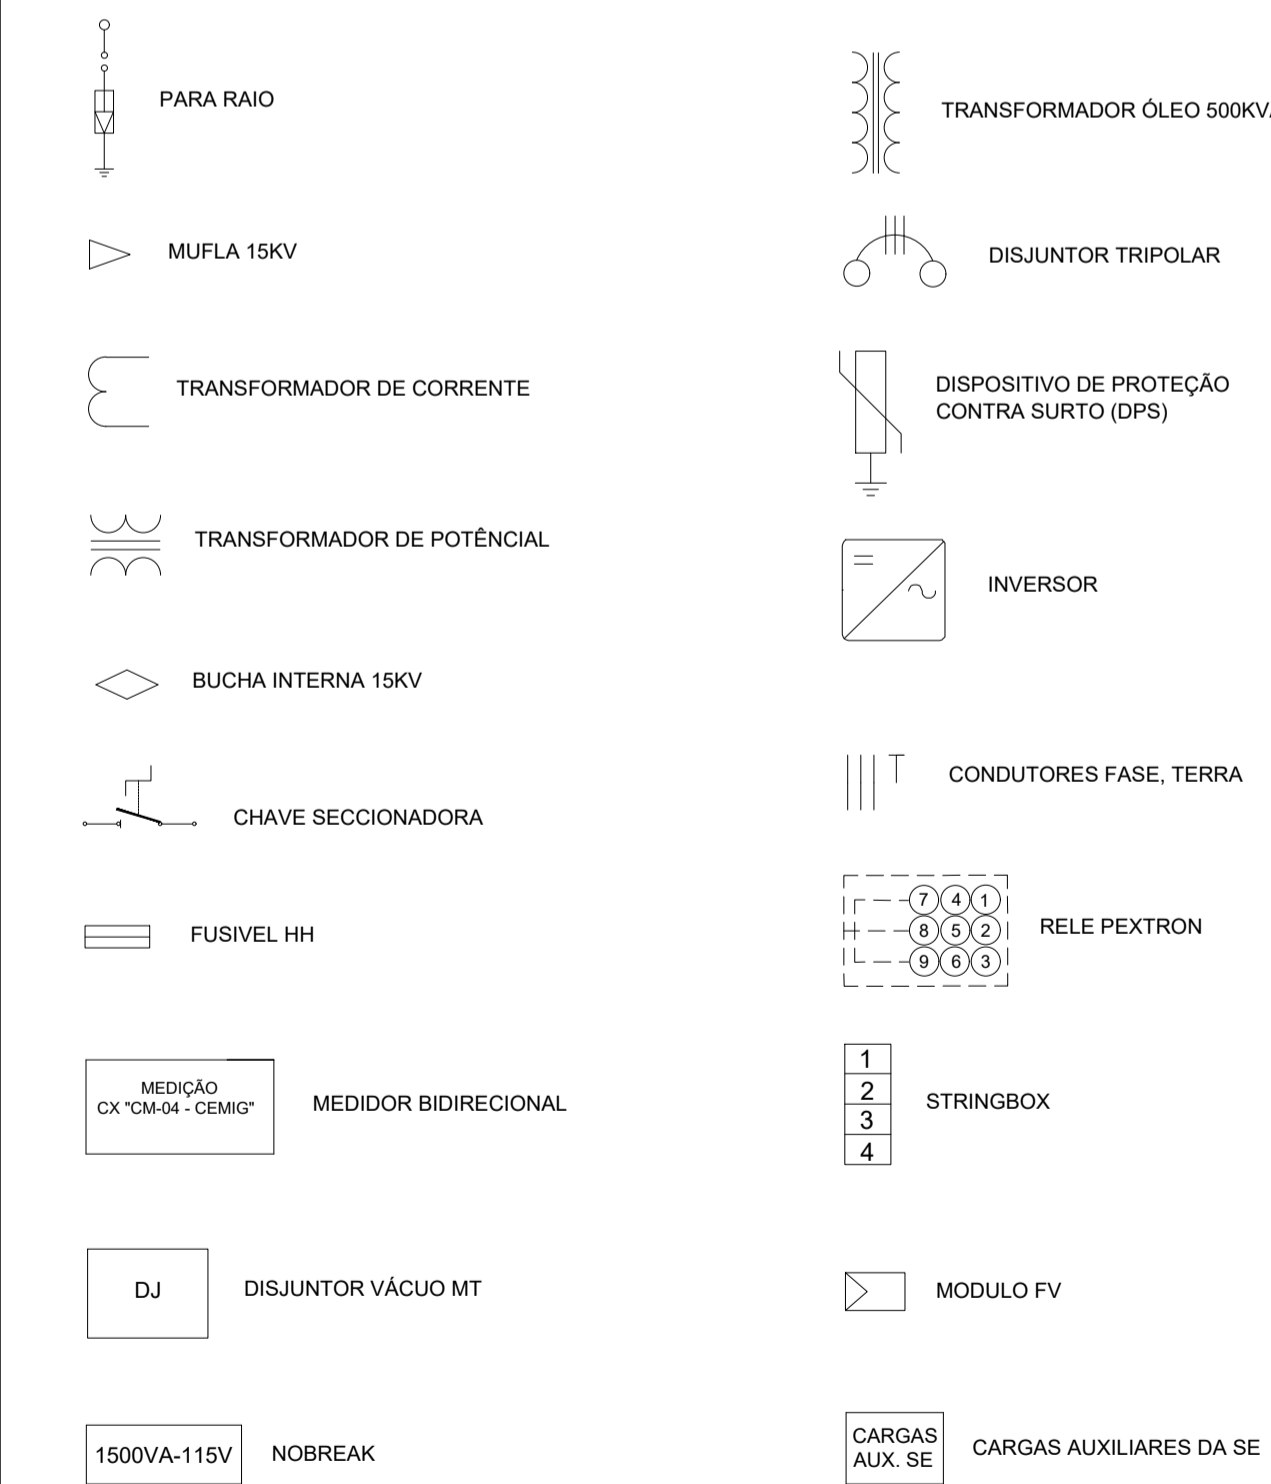 PARA RAIO
MUFLA 15KV
TRANSFORMADOR DE CORRENTE
TRANSFORMADOR DE POTÊNCIAL
BUCHA INTERNA 15KV
CHAVE SECCIONADORA
FUSIVEL HH
MEDIÇÃO
CX "CM-04 - CEMIG"
MEDIDOR BIDIRECIONAL
DJ
DISJUNTOR VÁCUO MT
1500VA-115V
NOBREAK
TRANSFORMADOR ÓLEO 500KVA
DISJUNTOR TRIPOLAR
DISPOSITIVO DE PROTEÇÃO
CONTRA SURTO (DPS)
INVERSOR
CONDUTORES FASE, TERRA
7 4 1
8 5 2
9 6 3
RELE PEXTRON
1
2
3
4
STRINGBOX
MODULO FV
CARGAS
AUX. SE
CARGAS AUXILIARES DA SE